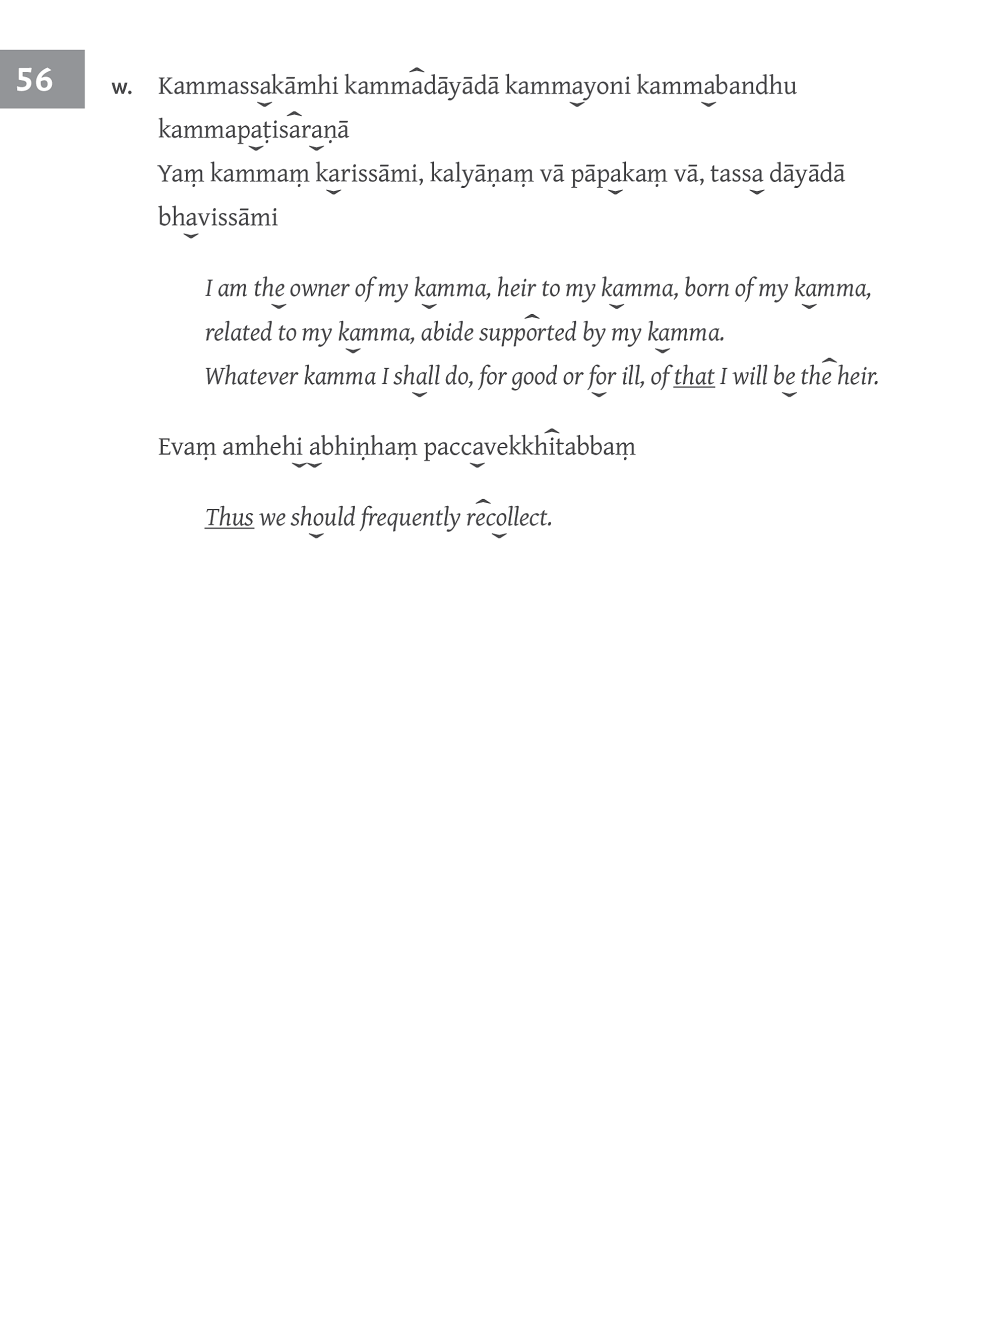 56
w. Kammassakāmhi kammadāyādā kammayoni kammabandhu
kammapaṭisaraṇā
Yaṃ kammaṃ karissāmi, kalyāṇaṃ vā pāpakaṃ vā, tassa dāyādā
bhavissāmi
I am the owner of my kamma, heir to my kamma, born of my kamma,
related to my kamma, abide supported by my kamma.
Whatever kamma I shall do, for good or for ill, of that I will be the heir.
Evaṃ amhehi abhiṇhaṃ paccavekkhitabbaṃ
Thus we should frequently recollect.